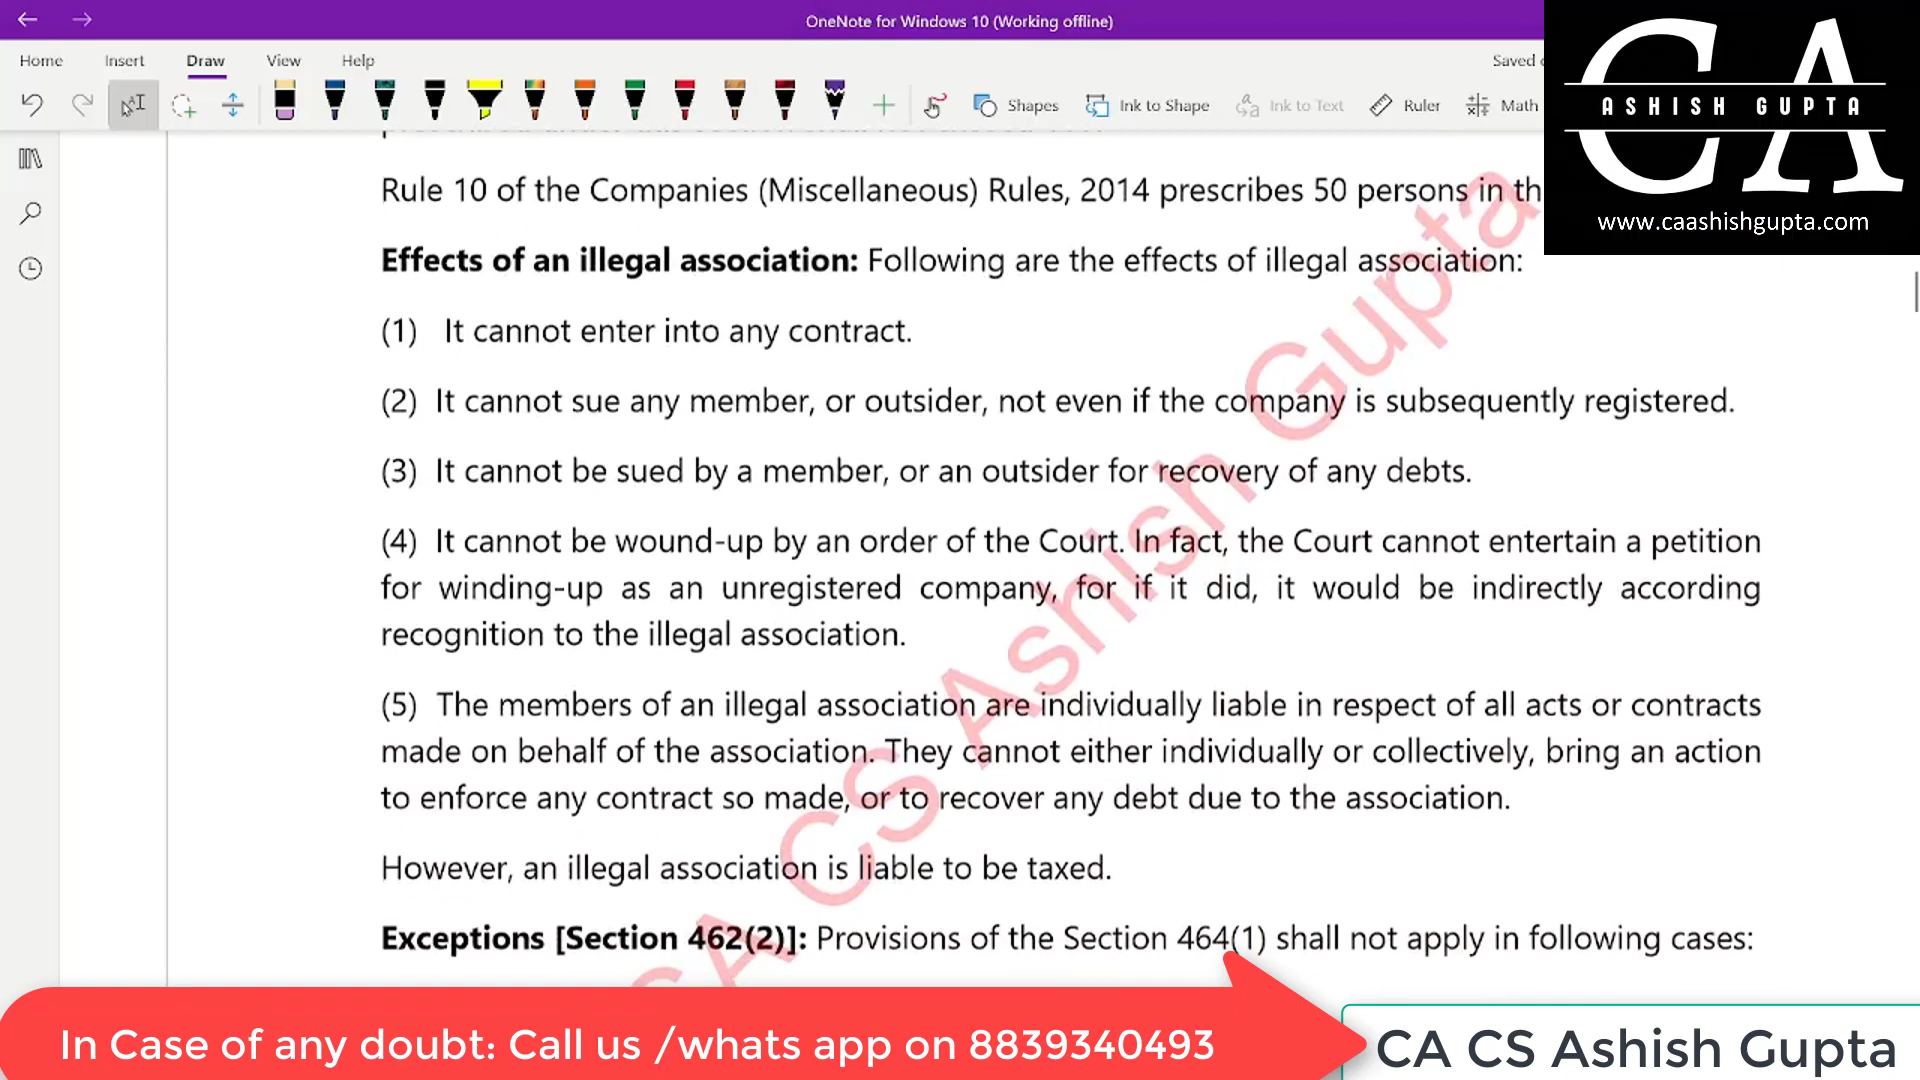 OneNote for Windows 10 (Working offline)
Home Insert Draw View Help Saved
Shapes Ink to Shape Ink to Text Ruler Math
CA
ASHISH GUPTA
www.caashishgupta.com
Rule 10 of the Companies (Miscellaneous) Rules, 2014 prescribes 50 persons in th
Effects of an illegal association: Following are the effects of illegal association:
(1) It cannot enter into any contract.
(2) It cannot sue any member, or outsider, not even if the company is subsequently registered.
(3) It cannot be sued by a member, or an outsider for recovery of any debts.
(4) It cannot be wound-up by an order of the Court. In fact, the Court cannot entertain a petition
for winding-up as an unregistered company, for if it did, it would be indirectly according
recognition to the illegal association.
(5) The members of an illegal association are individually liable in respect of all acts or contracts
made on behalf of the association. They cannot either individually or collectively, bring an action
to enforce any contract so made, or to recover any debt due to the association.
However, an illegal association is liable to be taxed.
Exceptions [Section 462(2)]: Provisions of the Section 464(1) shall not apply in following cases:
CA CS Ashish Gupta
In Case of any doubt: Call us /whats app on 8839340493
CA CS Ashish Gupta